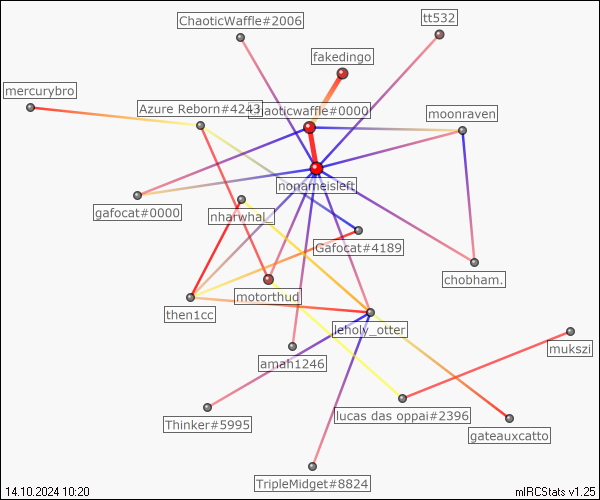 ChaoticWaffle#2006
tt532
fakedingo
mercurybro
Azure Reborn#4243
chaoticwaffle#0000
moonraven
nonameisleft
gafocat#0000
nharwhal_
Gafocat#4189
chobham.
motorthud
then1cc
leholy_otter
amah1246
mukszi
lucas das oppai#2396
Thinker#5995
gateauxcatto
TripleMidget#8824
14.10.2024 10:20
mIRCStats v1.25